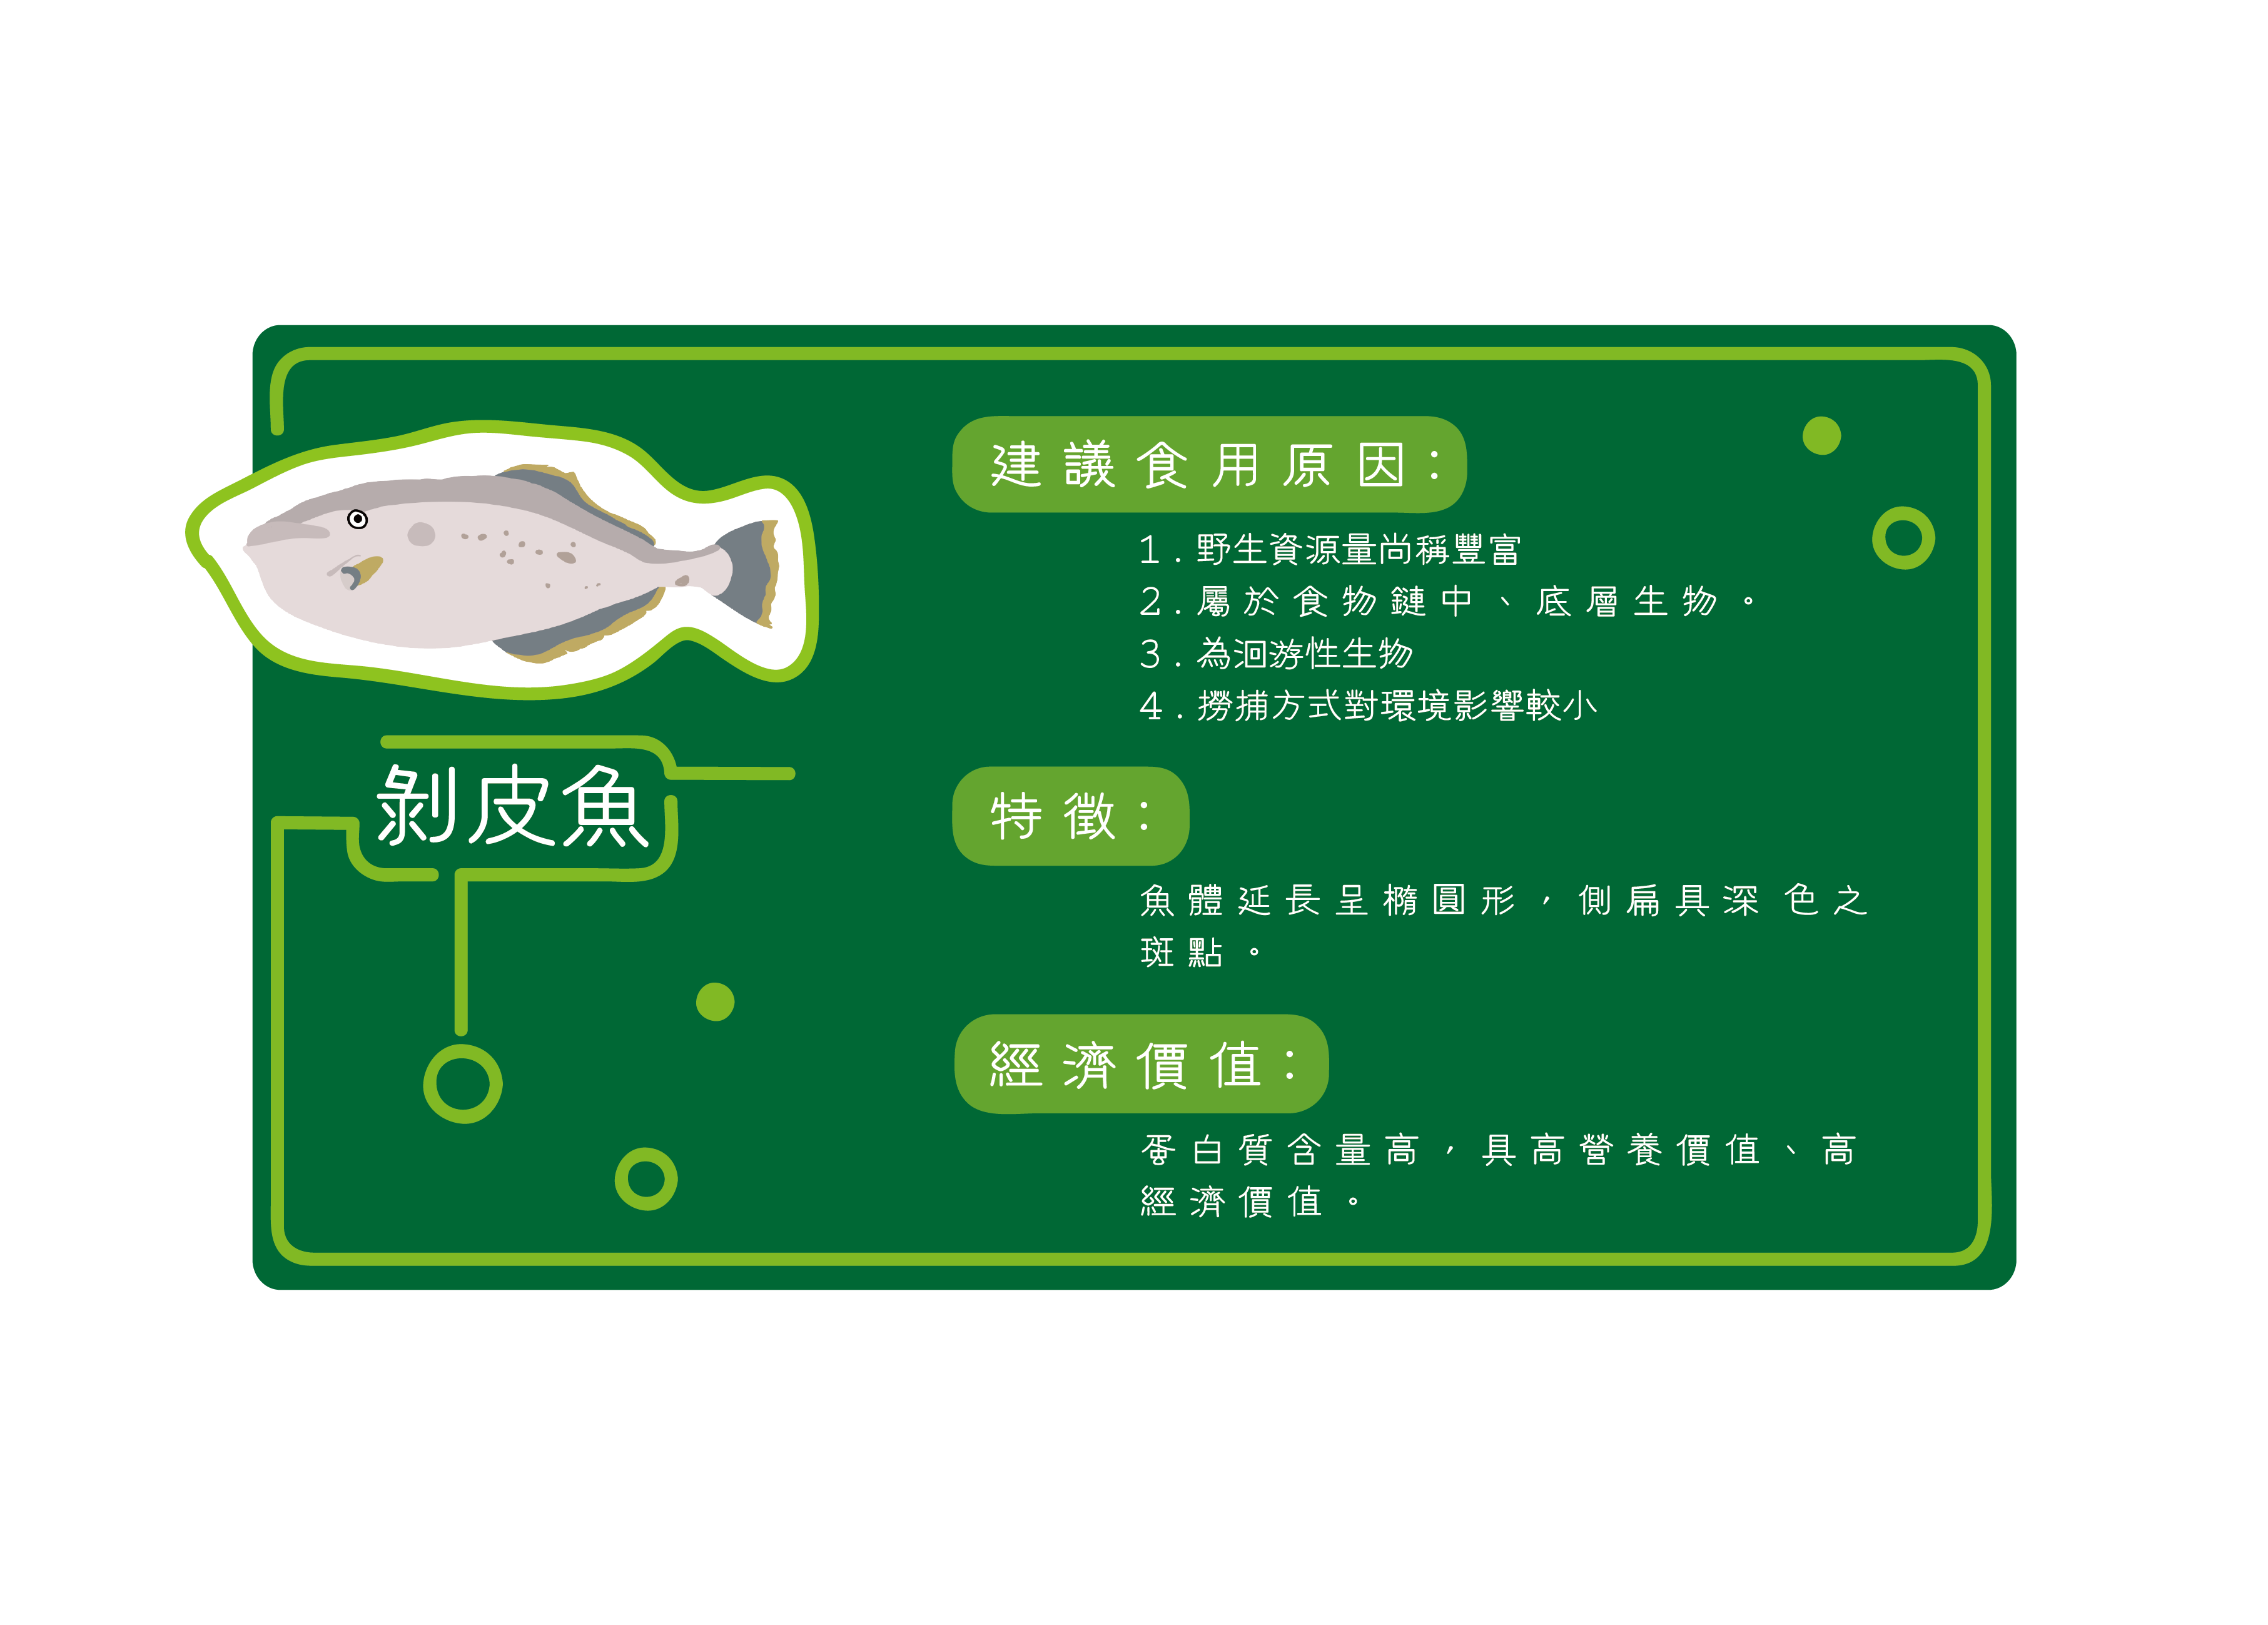 剝皮魚
建議食用原因：
1.野生資源量尚稱豐富
2.屬於食物鏈中、底層生物。
3.為洄游性生物
4.撈捕方式對環境影響較小
特徵：
魚體延長呈橢圓形，側扁具深 色之
斑點。
經濟價值：
蛋白質含量高，具高營養價值、高
經濟價值。